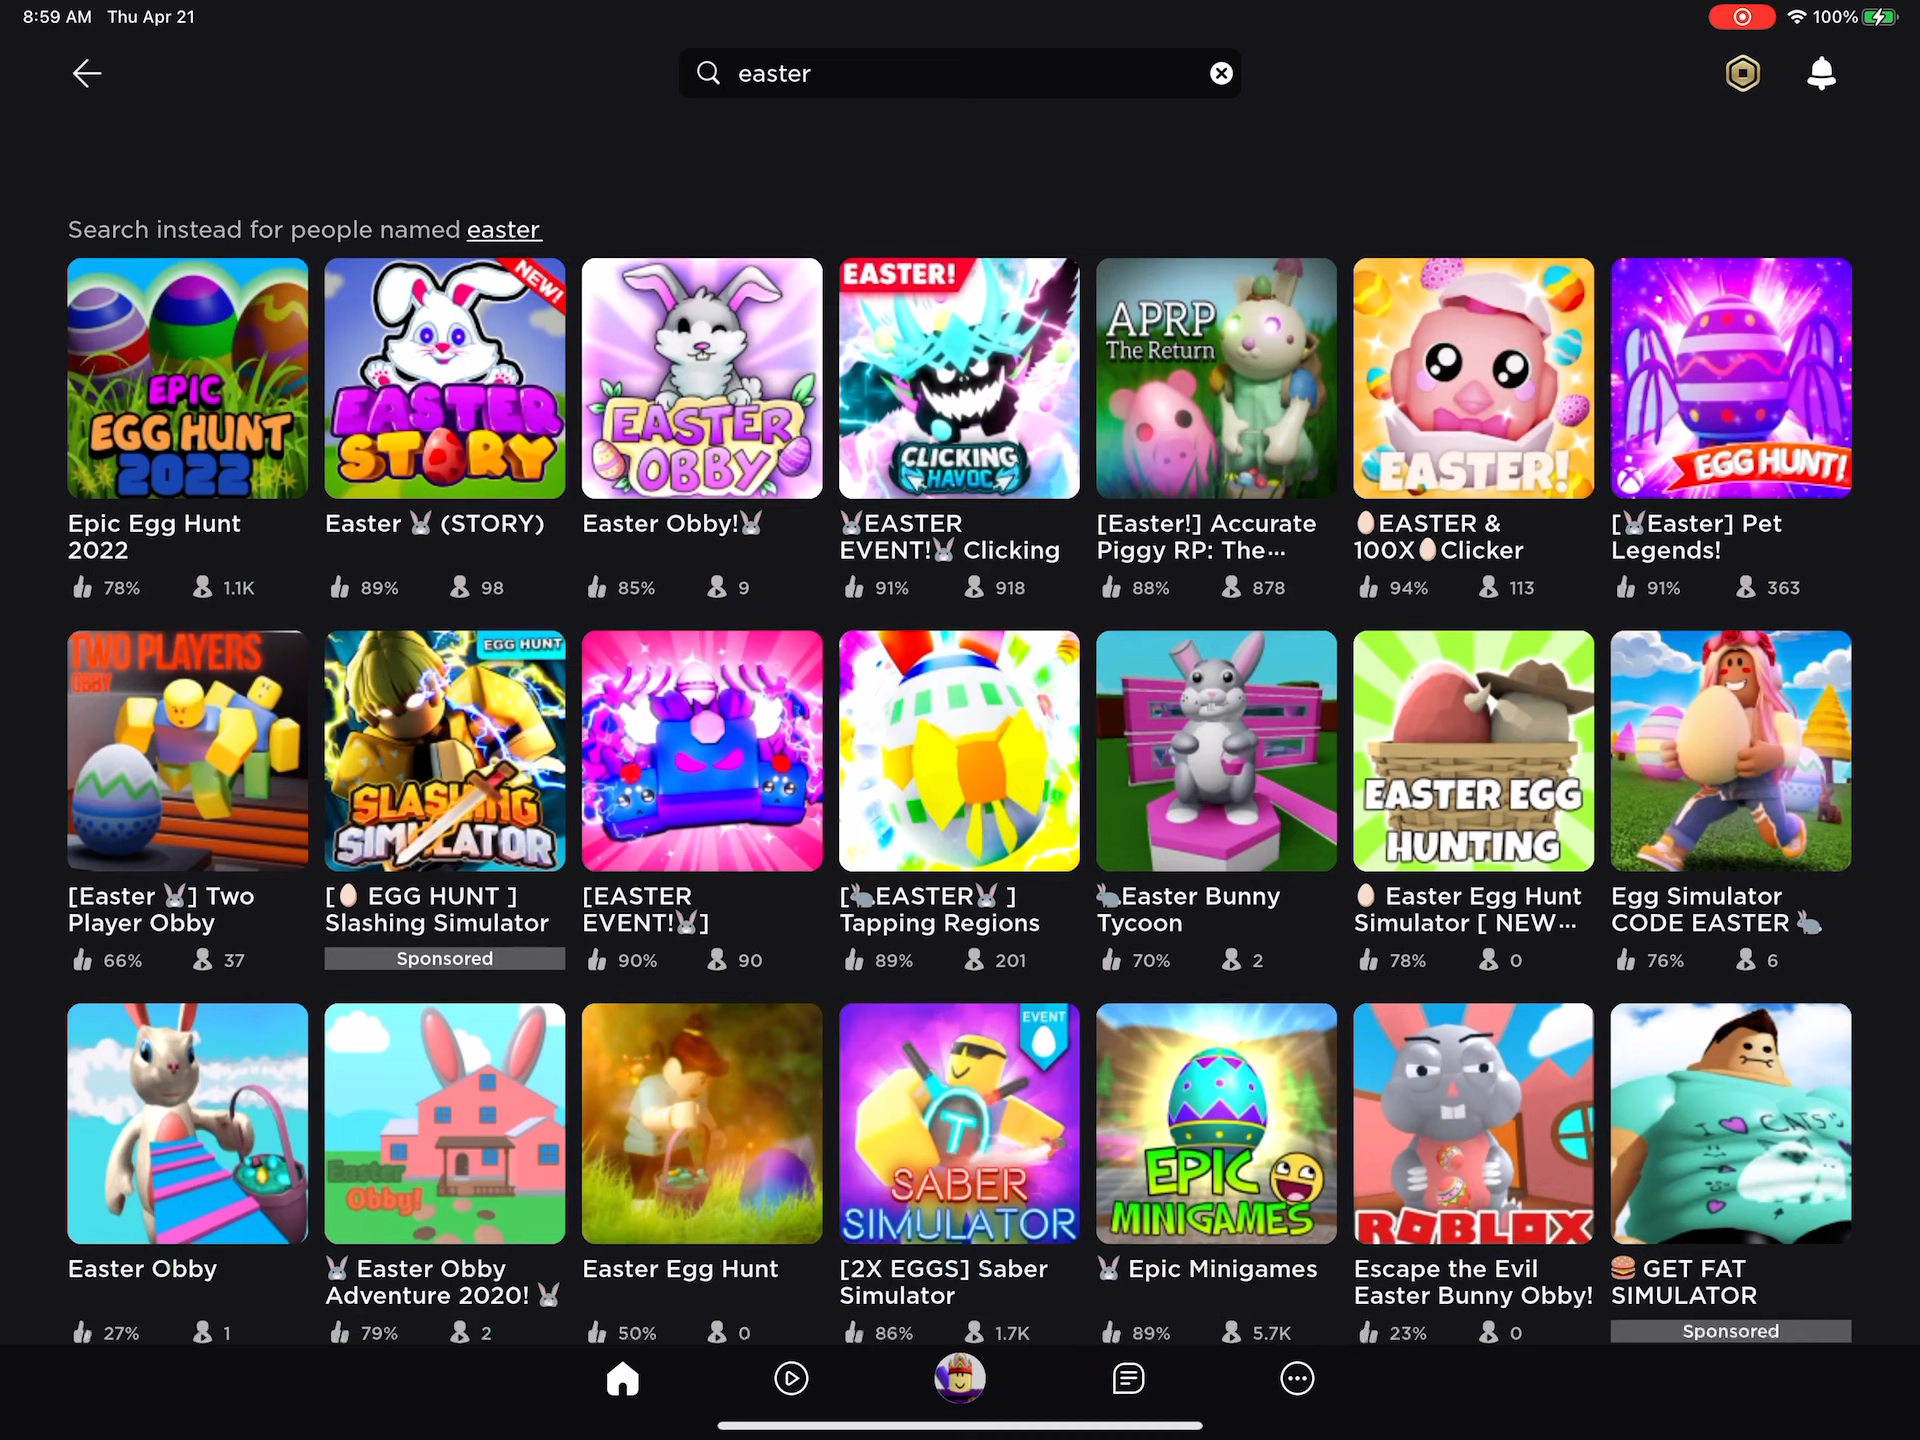 8:59 AM Thu Apr 21
100%
easter
Search instead for people named easter
EPIC
EGG HUNT
2022
NEW!
EASTER
STORY
EASTER
OBBY
EASTER!
CLICKING
HAVOC
APRP
The Return
EASTER!
EGG HUNT!
Epic Egg Hunt
2022
78% 1.1K
Easter 🐰 (STORY)
89% 98
Easter Obby!🐰
85% 9
🐰EASTER
EVENT!🐰 Clicking
91% 918
[Easter!] Accurate
Piggy RP: The...
88% 878
🥚EASTER &
100X🥚Clicker
94% 113
[🐰Easter] Pet
Legends!
91% 363
TWO PLAYERS
OBBY
EGG HUNT
SLASHING
SIMULATOR
EASTER EGG
HUNTING
[Easter 🐰] Two
Player Obby
66% 37
[🥚 EGG HUNT ]
Slashing Simulator
Sponsored
[EASTER
EVENT!🐰]
90% 90
[🐇EASTER🐰 ]
Tapping Regions
89% 201
🐇Easter Bunny
Tycoon
70% 2
🥚 Easter Egg Hunt
Simulator [ NEW...
78% 0
Egg Simulator
CODE EASTER 🐇
76% 6
Easter
Obby!
EVENT
T
SABER
SIMULATOR
EPIC
MINIGAMES
ROBLOX
I CATS
Easter Obby
27% 1
🐰 Easter Obby
Adventure 2020! 🐰
79% 2
Easter Egg Hunt
50% 0
[2X EGGS] Saber
Simulator
86% 1.7K
🐰 Epic Minigames
89% 5.7K
Escape the Evil
Easter Bunny Obby!
23% 0
🍔 GET FAT
SIMULATOR
Sponsored